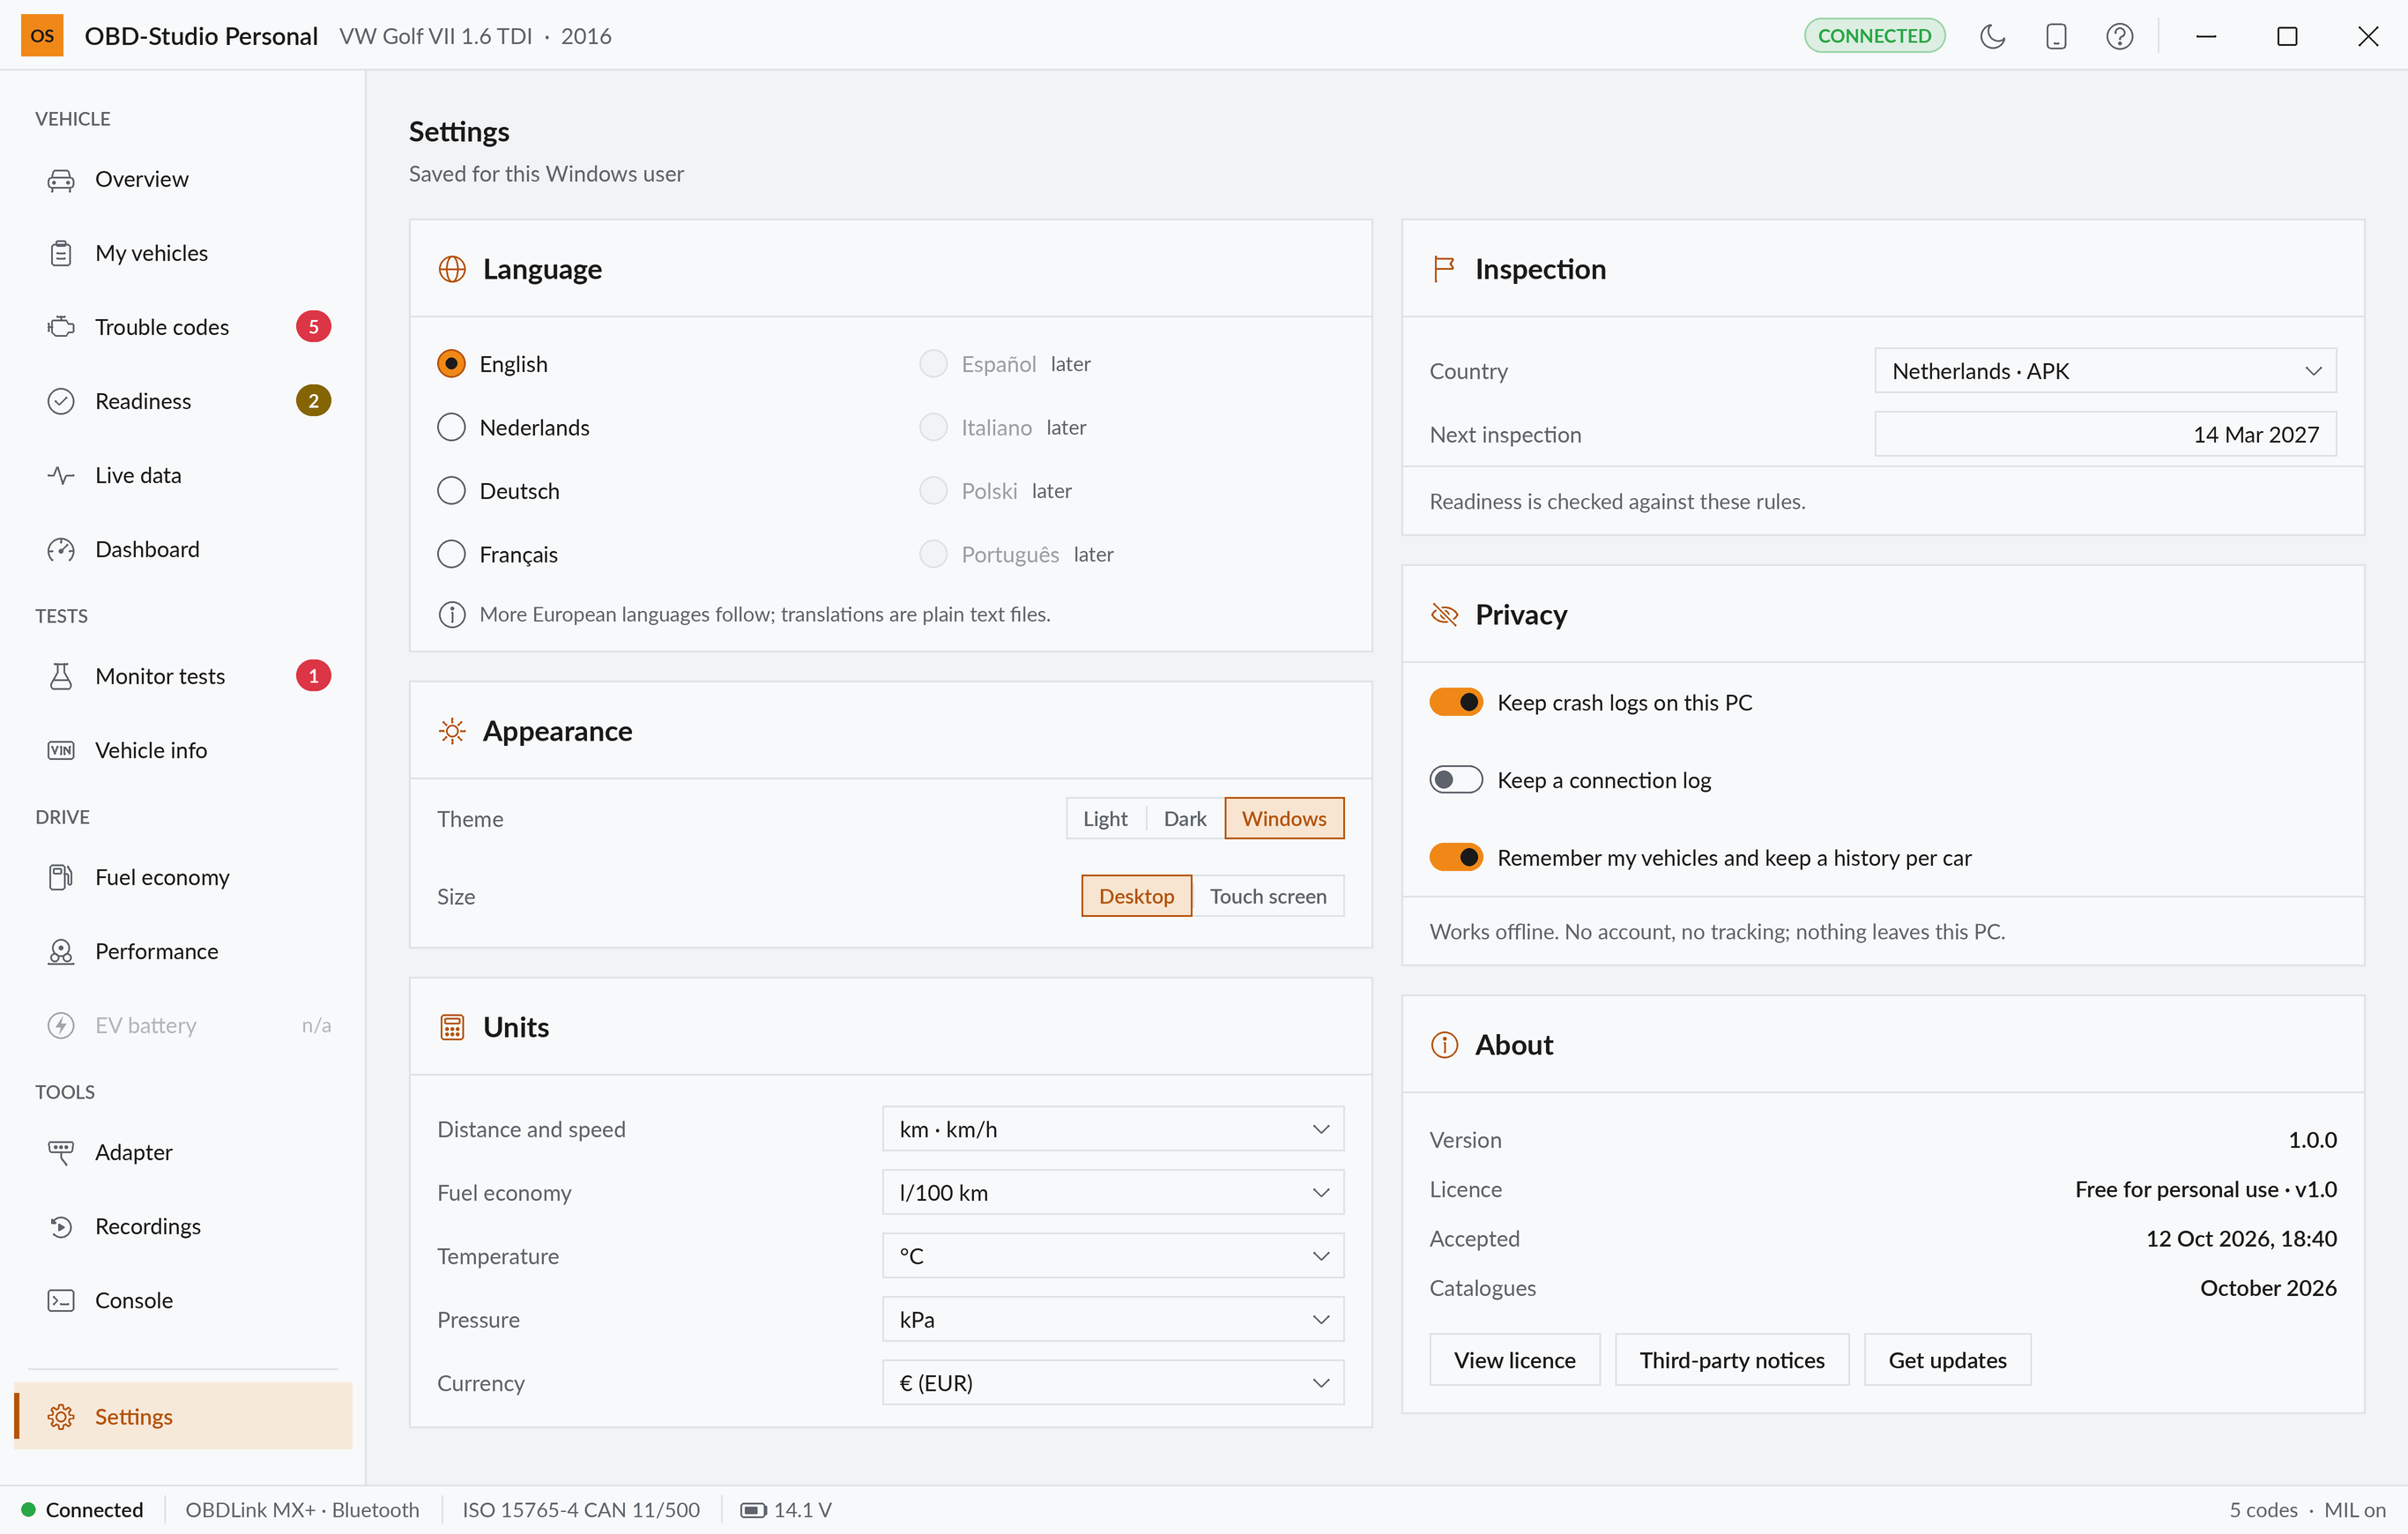 OS OBD-Studio Personal VW Golf VII 1.6 TDI · 2016 CONNECTED
VEHICLE
Overview
My vehicles
Trouble codes 5
Readiness 2
Live data
Dashboard
TESTS
Monitor tests 1
VIN Vehicle info
DRIVE
Fuel economy
Performance
EV battery n/a
TOOLS
Adapter
Recordings
Console
Settings
Settings
Saved for this Windows user
Language
English
Nederlands
Deutsch
Français
Español later
Italiano later
Polski later
Português later
More European languages follow; translations are plain text files.
Appearance
Theme Light Dark Windows
Size Desktop Touch screen
Units
Distance and speed km · km/h
Fuel economy l/100 km
Temperature °C
Pressure kPa
Currency € (EUR)
Inspection
Country Netherlands · APK
Next inspection 14 Mar 2027
Readiness is checked against these rules.
Privacy
Keep crash logs on this PC
Keep a connection log
Remember my vehicles and keep a history per car
Works offline. No account, no tracking; nothing leaves this PC.
About
Version 1.0.0
Licence Free for personal use · v1.0
Accepted 12 Oct 2026, 18:40
Catalogues October 2026
View licence Third-party notices Get updates
Connected OBDLink MX+ · Bluetooth ISO 15765-4 CAN 11/500 14.1 V 5 codes · MIL on